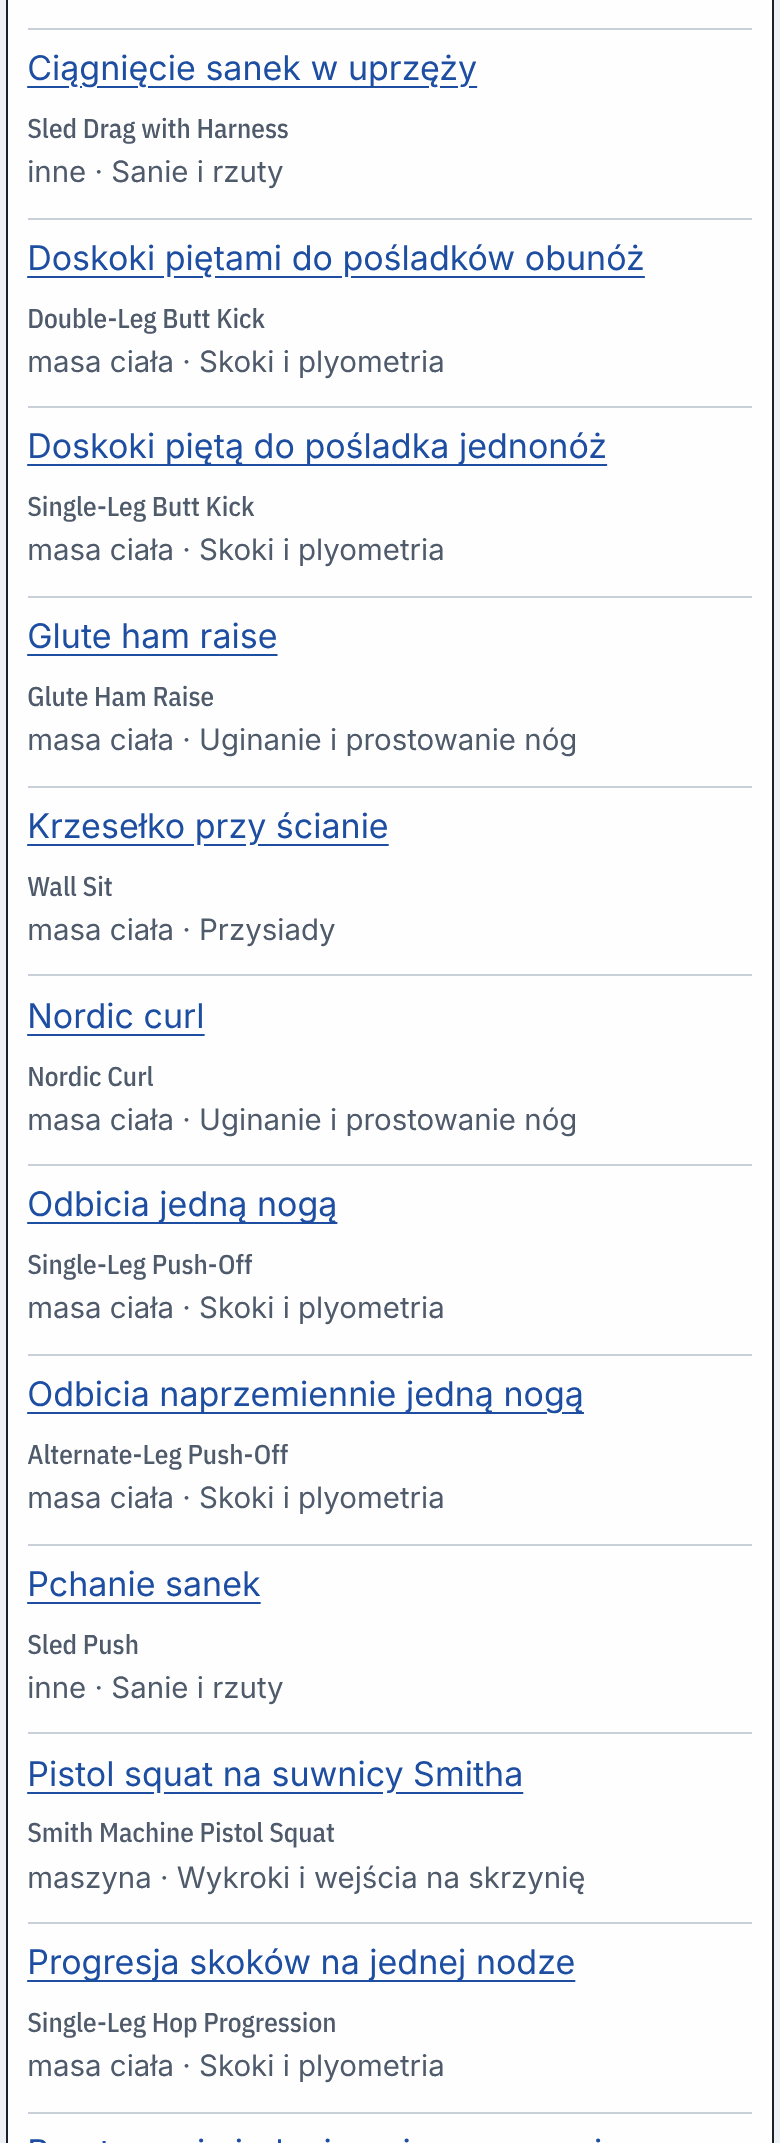 Ciągnięcie sanek w uprzęży
Sled Drag with Harness
inne · Sanie i rzuty
Doskoki piętami do pośladków obunóż
Double-Leg Butt Kick
masa ciała · Skoki i plyometria
Doskoki piętą do pośladka jednonóż
Single-Leg Butt Kick
masa ciała · Skoki i plyometria
Glute ham raise
Glute Ham Raise
masa ciała · Uginanie i prostowanie nóg
Krzesełko przy ścianie
Wall Sit
masa ciała · Przysiady
Nordic curl
Nordic Curl
masa ciała · Uginanie i prostowanie nóg
Odbicia jedną nogą
Single-Leg Push-Off
masa ciała · Skoki i plyometria
Odbicia naprzemiennie jedną nogą
Alternate-Leg Push-Off
masa ciała · Skoki i plyometria
Pchanie sanek
Sled Push
inne · Sanie i rzuty
Pistol squat na suwnicy Smitha
Smith Machine Pistol Squat
maszyna · Wykroki i wejścia na skrzynię
Progresja skoków na jednej nodze
Single-Leg Hop Progression
masa ciała · Skoki i plyometria